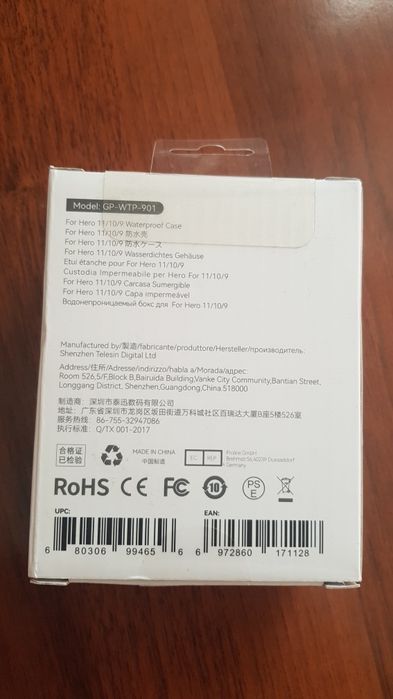 Model: GP-WTP-901
For Hero 11/10/9 Waterproof Case
For Hero 11/10/9 防水壳
For Hero 11/10/9 防水ケース
For Hero 11/10/9 Wasserdichtes Gehäuse
Etui étanche pour For Hero 11/10/9
Custodia Impermeabile per Hero For 11/10/9
For Hero 11/10/9 Carcasa Sumergible
For Hero 11/10/9 Capa impermeável
Водонепроницаемый бокс для For Hero 11/10/9
Manufactured by/製造/fabricante/produttore/Hersteller/производитель:
Shenzhen Telesin Digital Ltd
Address/住所/Adresse/indirizzo/habla a/Morada/адрес:
Room 526,5/F,Block B,Bairuida Building,Vanke City Community,Bantian Street,
Longgang District, Shenzhen,Guangdong,China.518000
制造商: 深圳市泰迅数码有限公司
地址: 广东省深圳市龙岗区坂田街道万科城社区百瑞达大厦B座5楼526室
服务热线: 86-755-32947086
执行标准: Q/TX 001-2017
合格证
已检验
MADE IN CHINA
中国制造
EC REP
Germany
RoHS CE FC 10 PS E
UPC:
6 80306 99465 6
EAN:
6 972860 171128